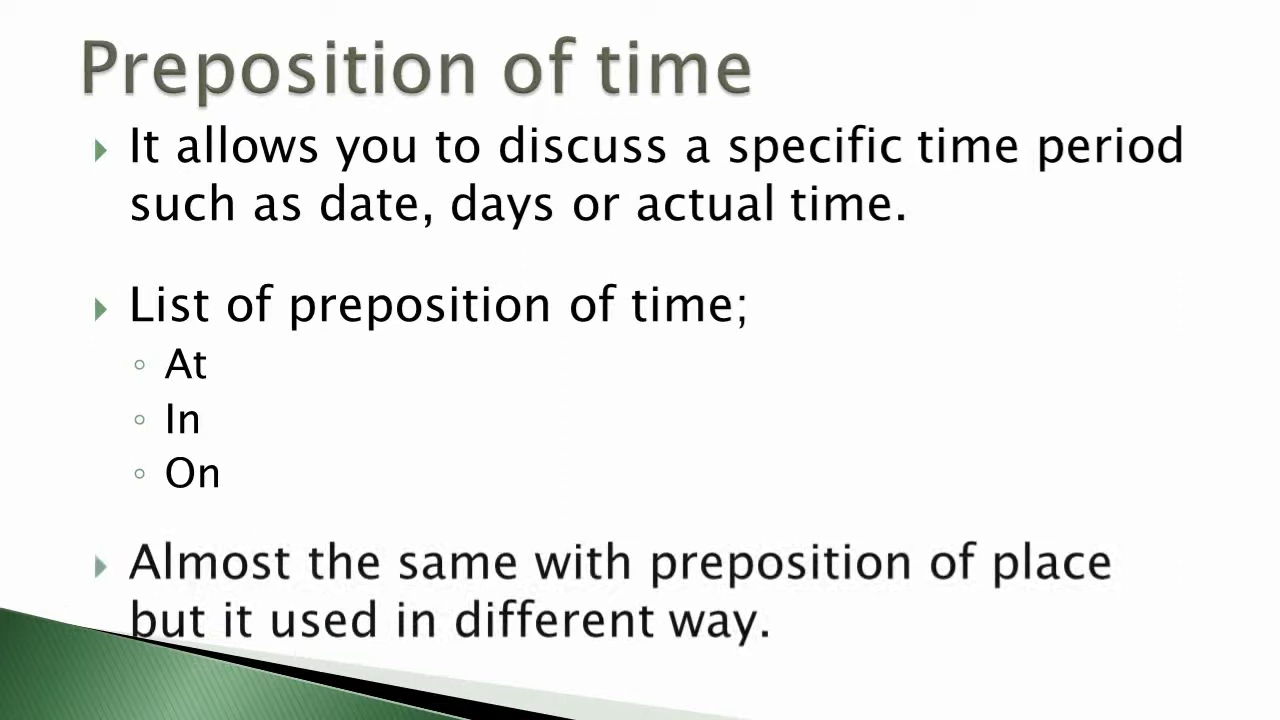 Preposition of time
It allows you to discuss a specific time period
such as date, days or actual time.
List of preposition of time;
At
In
On
Almost the same with preposition of place
but it used in different way.